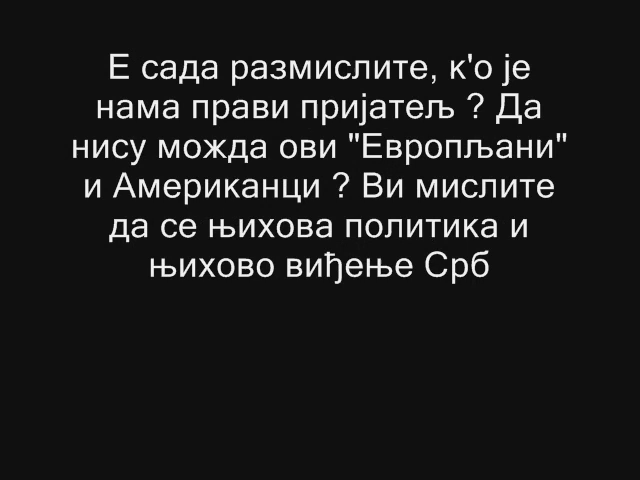 Е сада размислите, к'о је
нама прави пријатељ ? Да
нису можда ови "Европљани"
и Американци ? Ви мислите
да се њихова политика и
њихово виђење Срб